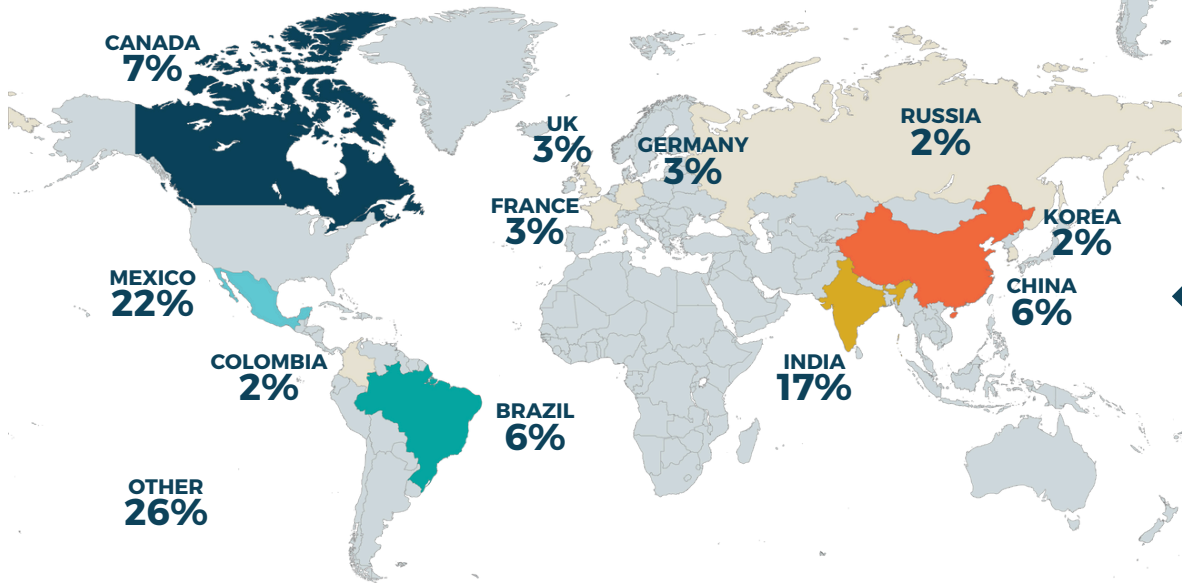 CANADA
7%
UK
3%
GERMANY
3%
RUSSIA
2%
FRANCE
3%
KOREA
2%
MEXICO
22%
CHINA
6%
COLOMBIA
2%
INDIA
17%
BRAZIL
6%
OTHER
26%